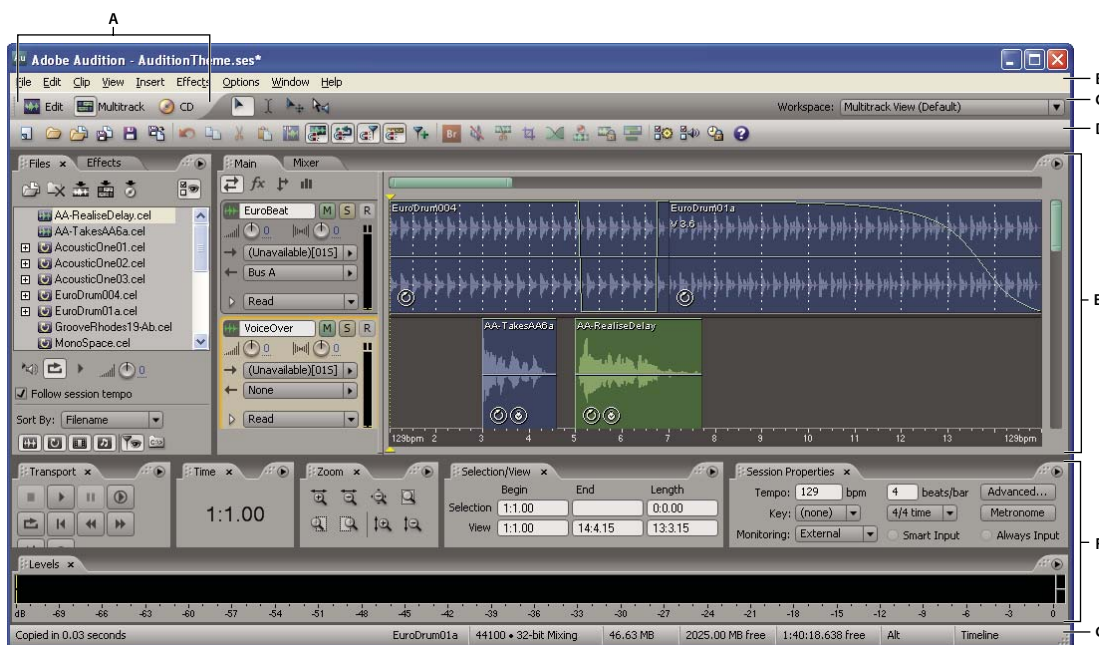 A
Adobe Audition - AuditionTheme.ses*
File Edit Clip View Insert Effects Options Window Help
Edit Multitrack CD Workspace: Multitrack View (Default)
D
Files x Effects Main Mixer
fx
AA-RealiseDelay.cel
AA-TakesAA6a.cel
AcousticOne01.cel
AcousticOne02.cel
AcousticOne03.cel
EuroDrum004.cel
EuroDrum01a.cel
GrooveRhodes19-Ab.cel
MonoSpace.cel
0
Follow session tempo
Sort By: Filename
EuroBeat M S R
0 0
(Unavailable)[01S]
Bus A
Read
VoiceOver M S R
0 0
(Unavailable)[01S]
None
Read
EuroDrum004 EuroDrum01a
V 3.6
AA-TakesAA6a AA-RealiseDelay
129bpm 2 3 4 5 6 7 8 9 10 11 12 13 129bpm
E
Transport x Time x Zoom x Selection/View x Session Properties x
1:1.00
Begin End Length
Selection 1:1.00 0:0.00
View 1:1.00 14:4.15 13:3.15
Tempo: 129 bpm 4 beats/bar Advanced...
Key: (none) 4/4 time Metronome
Monitoring: External Smart Input Always Input
F
Levels x
dB -69 -66 -63 -60 -57 -54 -51 -48 -45 -42 -39 -36 -33 -30 -27 -24 -21 -18 -15 -12 -9 -6 -3 0
Copied in 0.03 seconds EuroDrum01a 44100 • 32-bit Mixing 46.63 MB 2025.00 MB free 1:40:18.638 free Alt Timeline